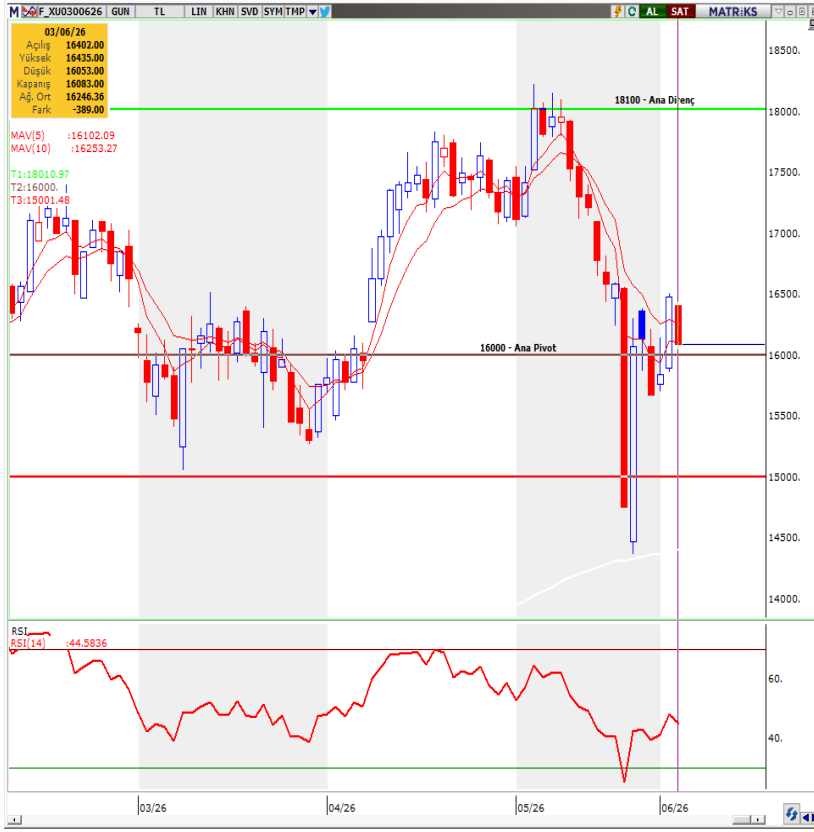 M F_XU0300626 GUN TL LIN KHN SVD SYM TMP C AL SAT MATRİKS
03/06/26
Açılış 16402.00
Yüksek 16435.00
Düşük 16053.00
Kapanış 16083.00
Ağ. Ort 16246.36
Fark -389.00
MAV(5) :16102.09
MAV(10) :16253.27
T1:18010.97
T2:16000.
T3:15001.48
18100 - Ana Direnç
16000 - Ana Pivot
18500.
18000.
17500.
17000.
16500.
16000.
15500.
15000.
14500.
14000.
RSI
RSI(14) :44.5836
60.
40.
03/26 04/26 05/26 06/26